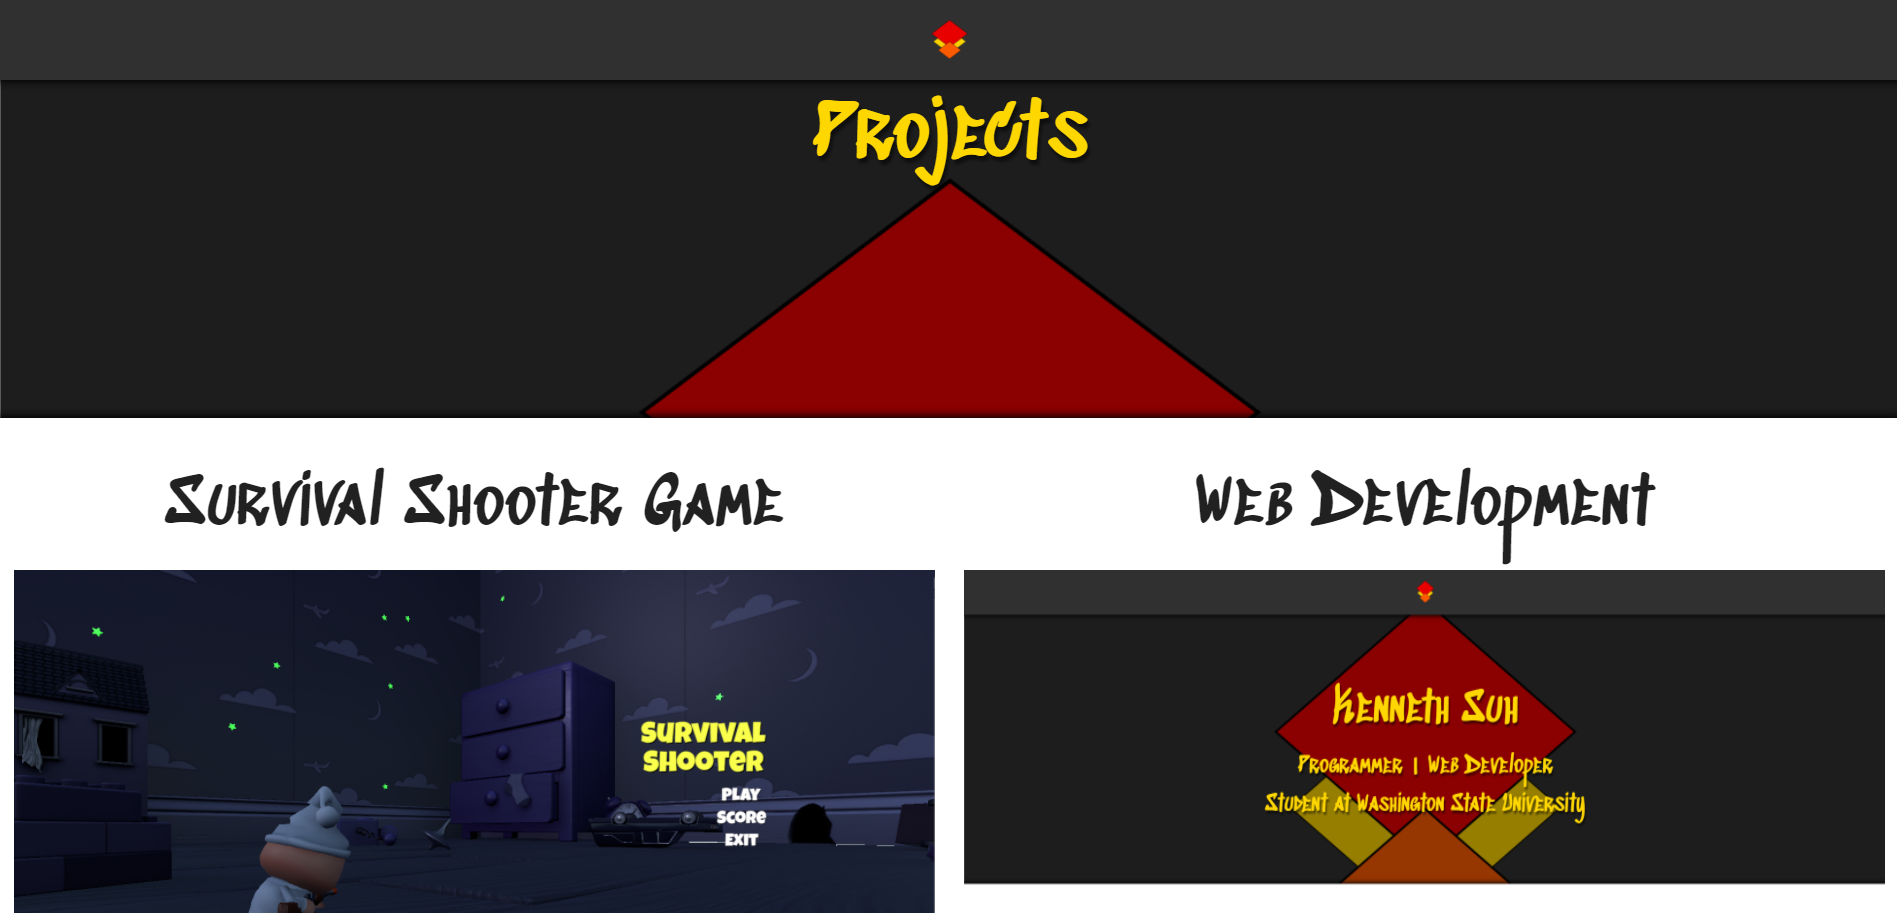 Projects
Survival Shooter Game
Web Development
SURVIVAL
SHOOTER
PLAY
SCORE
EXIT
Kenneth Suh
Programmer | Web Developer
Student at Washington State University